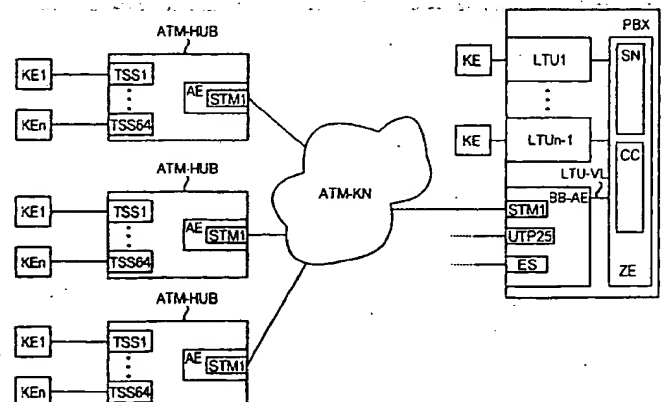 ATM-HUB
KE1
TSS1
AE
STM1
KEn
TSS64
ATM-HUB
KE1
TSS1
AE
STM1
KEn
TSS64
ATM-HUB
KE1
TSS1
AE
STM1
KEn
TSS64
ATM-KN
PBX
KE
LTU1
SN
KE
LTUn-1
CC
LTU-VL
BB-AE
STM1
UTP25
ES
ZE